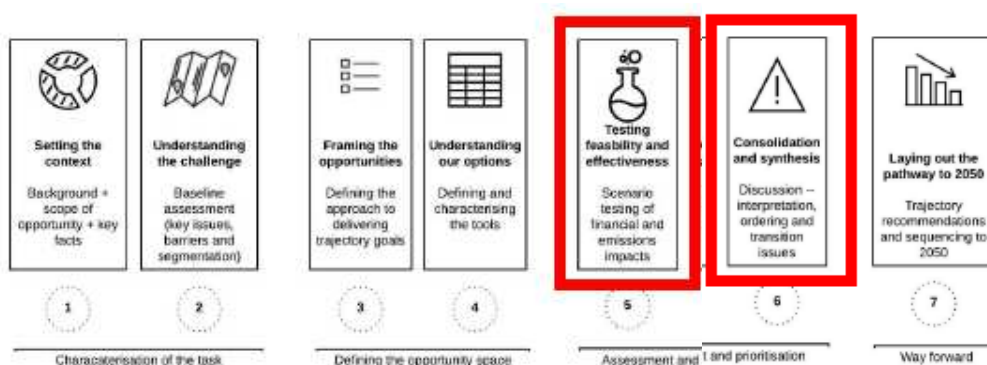 Setting the
context
Background +
scope of
opportunity + key
facts
1
Understanding
the challenge
Baseline
assessment
(key issues,
barriers and
segmentation)
2
Characaterisation of the task
Framing the
opportunities
Defining the
approach to
delivering
trajectory goals
3
Understanding
our options
Defining and
characterising
the tools
4
Defining the opportunity space
Testing
feasbility and
effectiveness
Scenario
testing of
financial and
emissions
impacts
5
Consolidation
and synthesis
Discussion –
interpretation,
ordering and
transition
issues
6
Assessment and
t and prioritisation
Laying out the
pathway to 2050
Trajectory
recommendations
and sequencing to
2050
7
Way forward